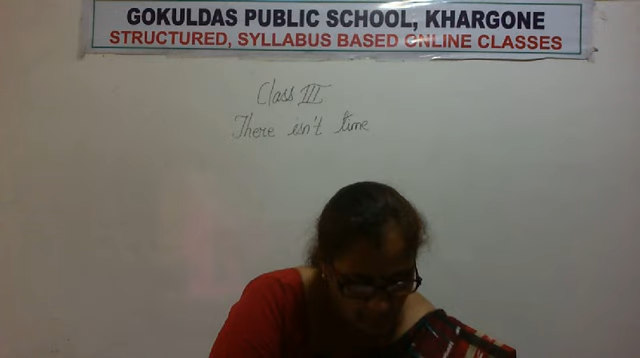 GOKULDAS PUBLIC SCHOOL, KHARGONE
STRUCTURED, SYLLABUS BASED ONLINE CLASSES
Class III
There isn't time